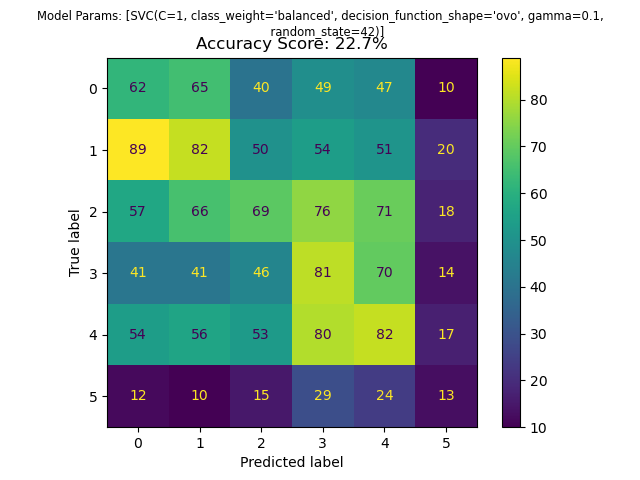 Model Params: [SVC(C=1, class_weight='balanced', decision_function_shape='ovo', gamma=0.1,
random_state=42)]
Accuracy Score: 22.7%
0 62 65 40 49 47 10
1 89 82 50 54 51 20
2 57 66 69 76 71 18
3 41 41 46 81 70 14
4 54 56 53 80 82 17
5 12 10 15 29 24 13
0 1 2 3 4 5
True label
Predicted label
80
70
60
50
40
30
20
10